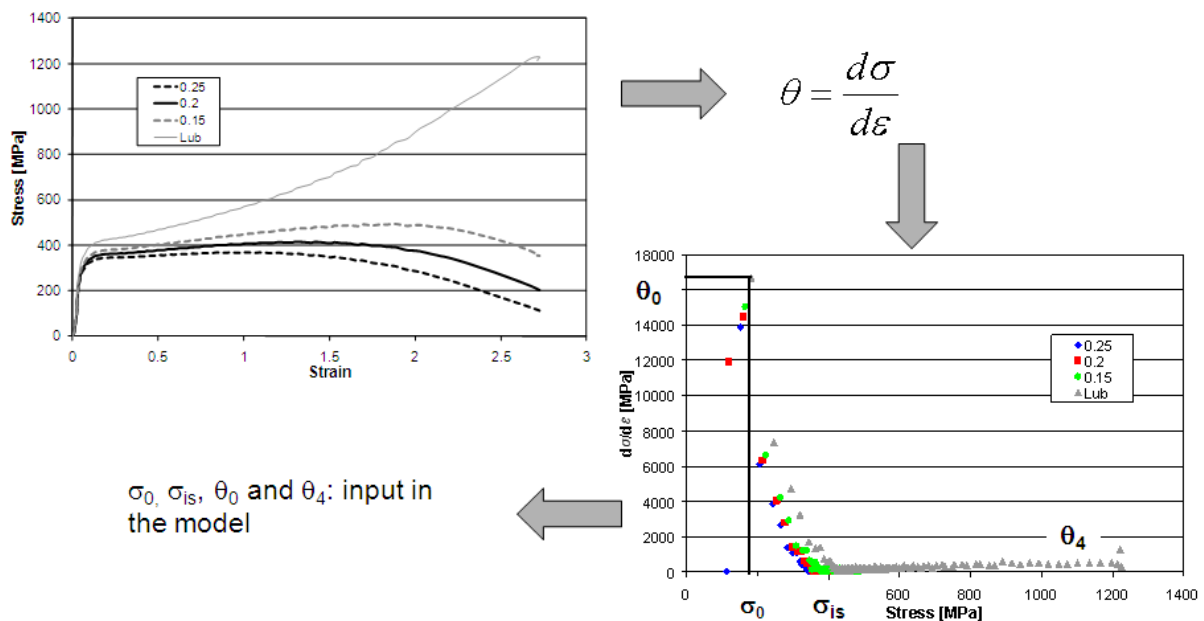 1400
1200
1000
800
600
400
200
0
Stress [MPa]
0.25
0.2
0.15
Lub
0 0.5 1 1.5 2 2.5 3
Strain
θ = dσ/dε
18000
θ₀
14000
12000
10000
8000
6000
4000
2000
0
dσ/dε [MPa]
0.25
0.2
0.15
Lub
θ₄
0 σ₀ σis 600 800 1000 1200 1400
Stress [MPa]
σ₀, σis, θ₀ and θ₄: input in
the model